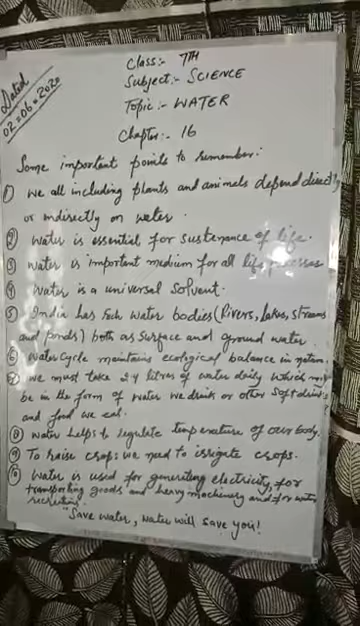 Dated
02=06=2020
Class:- 7TH
Subject:- SCIENCE
Topic:- WATER
Chapter:- 16
Some important points to remember:
① We all including plants and animals depend directly
or indirectly on water.
② Water is essential for sustenance of life.
③ Water is important medium for all life processes
④ Water is a universal solvent.
⑤ India has water bodies (Rivers, Lakes, streams
and ponds) both as surface and ground water.
⑥ Water cycle maintains ecological balance in nature.
⑦ We must take litres of water daily which might
be in the form of water we drink or other Soft drinks
and food we eat.
⑧ Water helps to regulate temperature of our body.
⑨ To raise crops we need to irrigate crops.
⑩ Water is used for generating electricity, for
transporting goods and heavy machinery and for water
"Save water, water will save you!